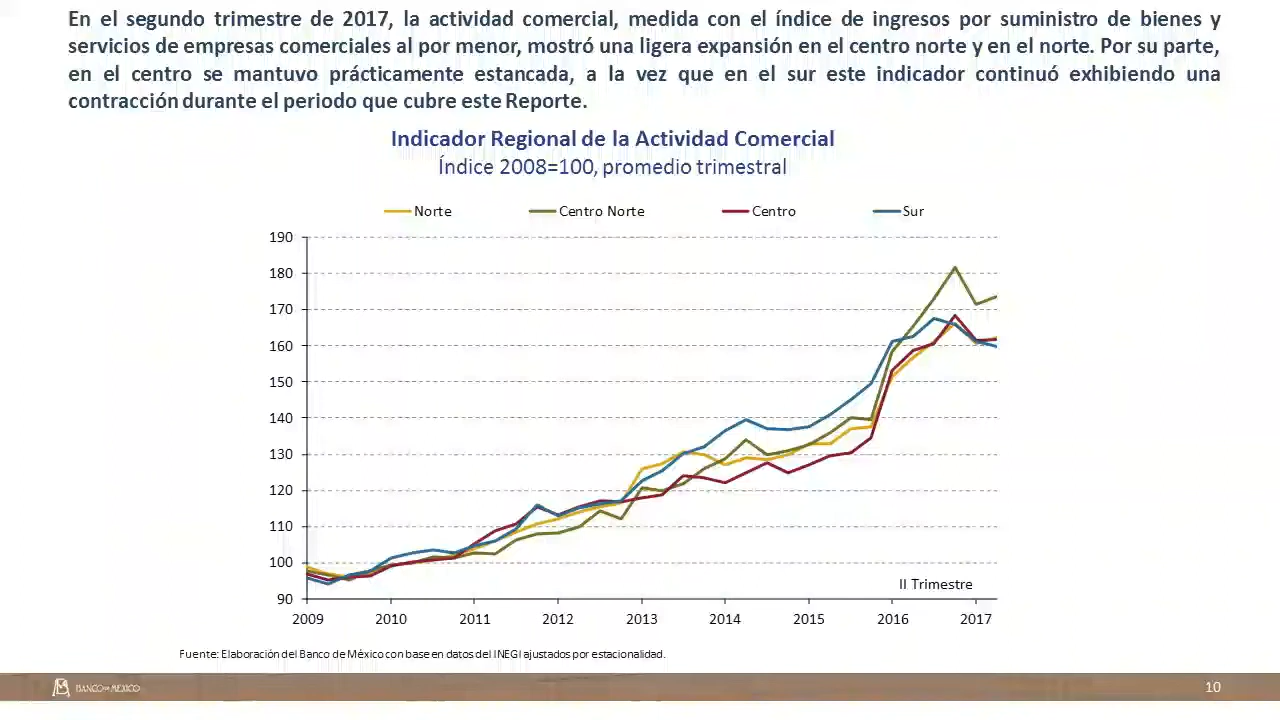 En el segundo trimestre de 2017, la actividad comercial, medida con el índice de ingresos por suministro de bienes y
servicios de empresas comerciales al por menor, mostró una ligera expansión en el centro norte y en el norte. Por su parte,
en el centro se mantuvo prácticamente estancada, a la vez que en el sur este indicador continuó exhibiendo una
contracción durante el periodo que cubre este Reporte.
Indicador Regional de la Actividad Comercial
Índice 2008=100, promedio trimestral
Norte Centro Norte Centro Sur
190
180
170
160
150
140
130
120
110
100
90
II Trimestre
2009 2010 2011 2012 2013 2014 2015 2016 2017
Fuente: Elaboración del Banco de México con base en datos del INEGI ajustados por estacionalidad.
BANCO DE MEXICO
10